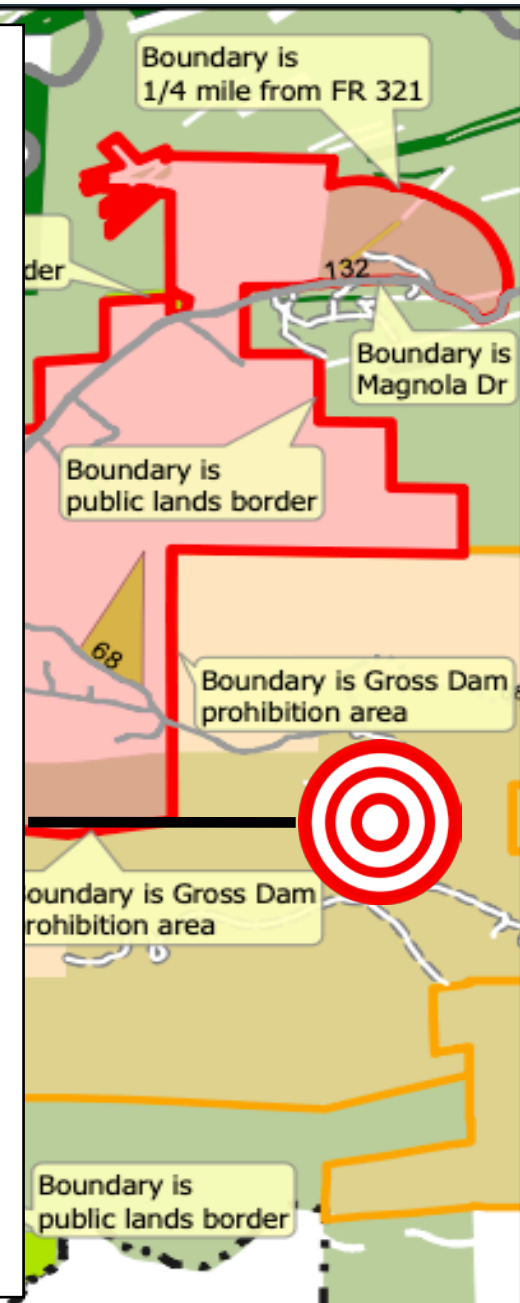 Boundary is
1/4 mile from FR 321
der
132
Boundary is
Magnola Dr
Boundary is
public lands border
68
Boundary is Gross Dam
prohibition area
oundary is Gross Dam
rohibition area
Boundary is
public lands border